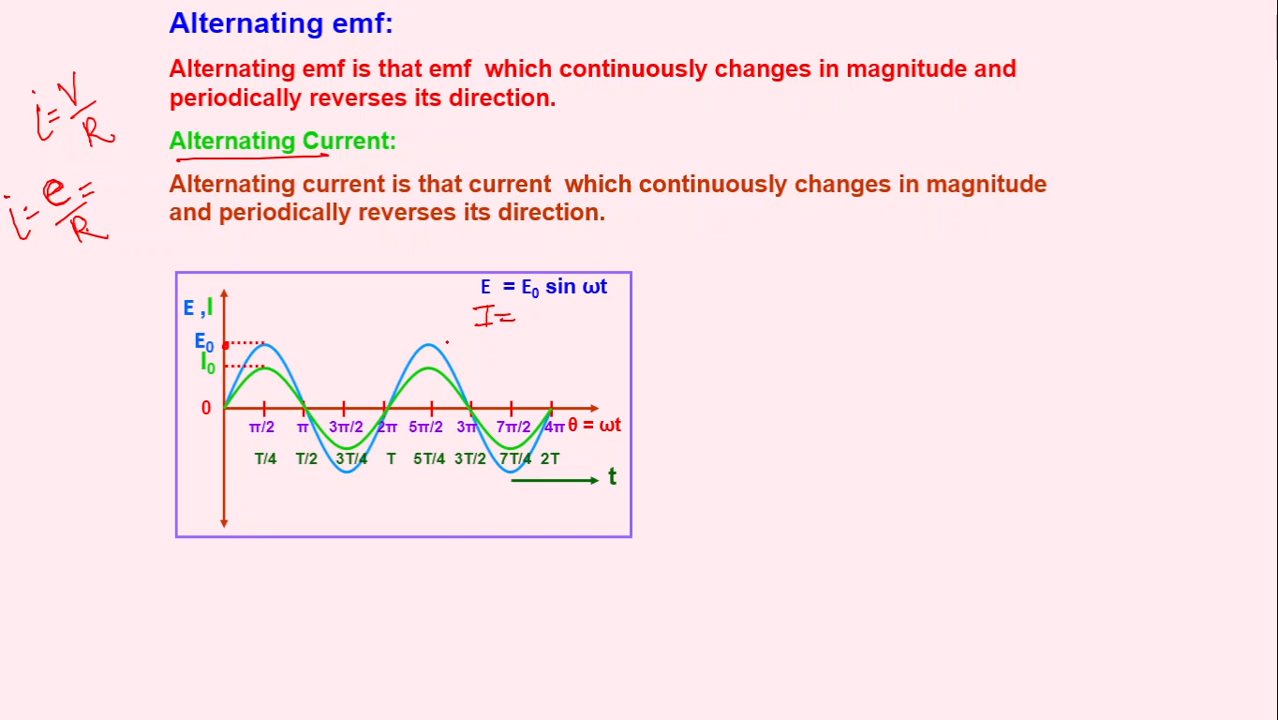 Alternating emf:
Alternating emf is that emf which continuously changes in magnitude and
periodically reverses its direction.
i = V/R
Alternating Current:
Alternating current is that current which continuously changes in magnitude
and periodically reverses its direction.
i = e/R =
E = E₀ sin ωt
I =
E , I
E₀
I₀
0
π/2 π 3π/2 2π 5π/2 3π 7π/2 4π θ = ωt
T/4 T/2 3T/4 T 5T/4 3T/2 7T/4 2T
t